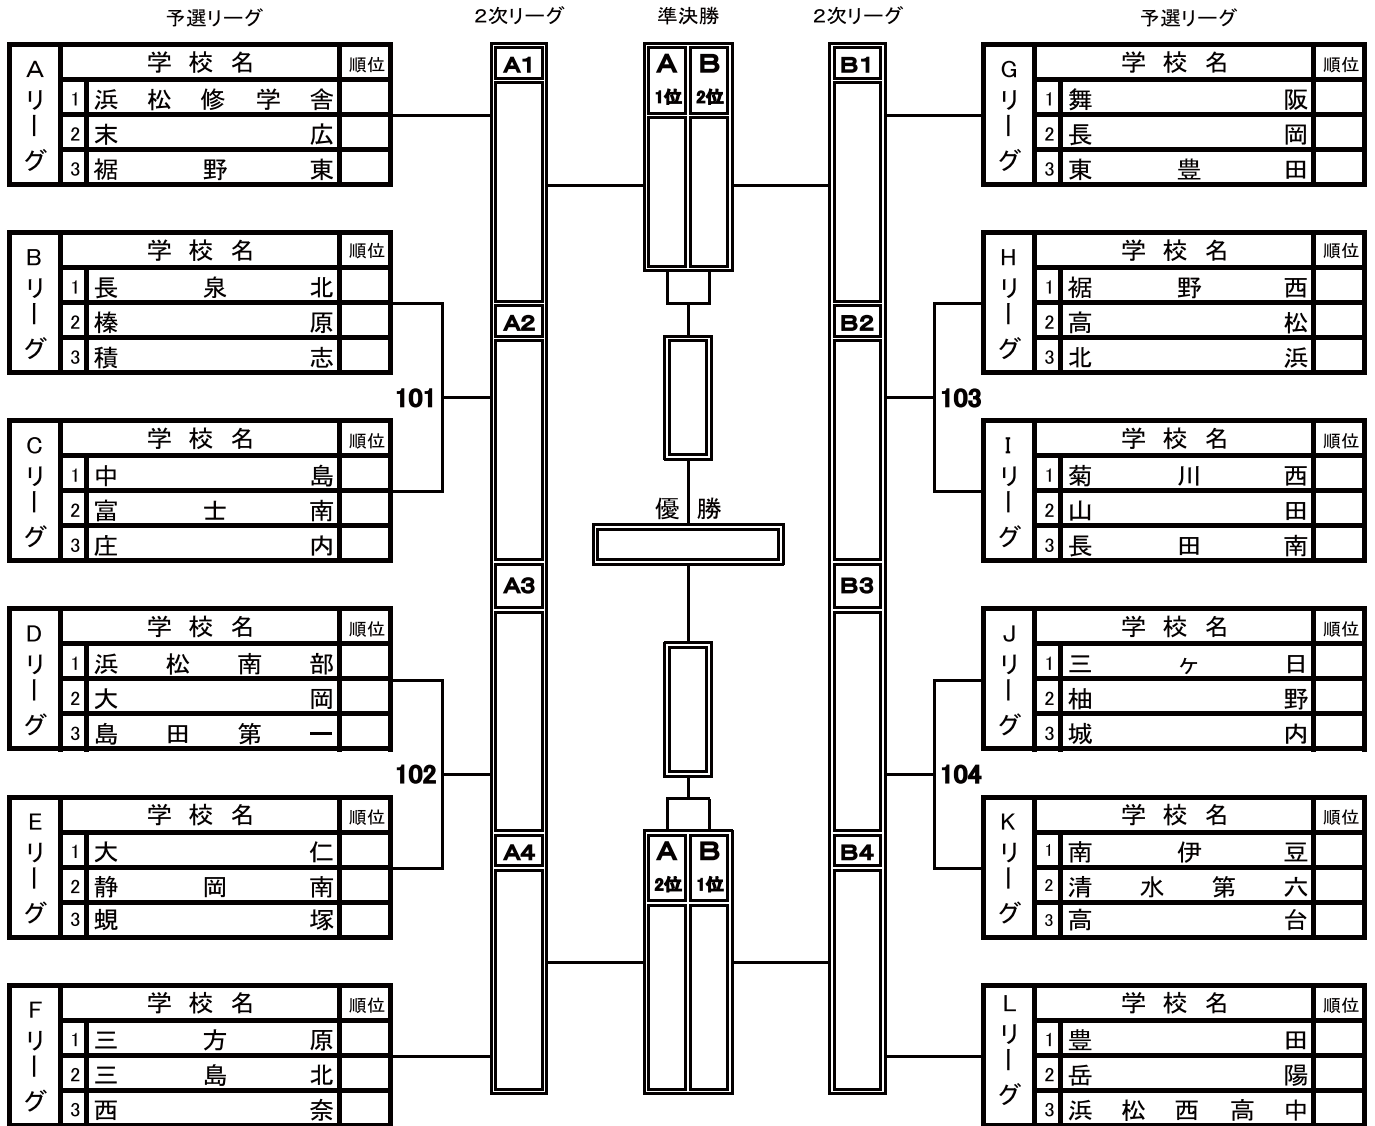 予選リーグ
2次リーグ
準決勝
2次リーグ
予選リーグ
Aリーグ
学校名 順位
1 浜松修学舎
2 末広
3 裾野東
Bリーグ
学校名 順位
1 長泉北
2 榛原
3 積志
101
Cリーグ
学校名 順位
1 中島
2 富士南
3 庄内
Dリーグ
学校名 順位
1 浜松南部
2 大岡
3 島田第一
102
Eリーグ
学校名 順位
1 大仁
2 静岡南
3 蜆塚
Fリーグ
学校名 順位
1 三方原
2 三島北
3 西奈
A1
A2
A3
A4
A 1位
B 2位
優勝
A 2位
B 1位
B1
B2
B3
B4
Gリーグ
学校名 順位
1 舞阪
2 長岡
3 東豊田
Hリーグ
学校名 順位
1 裾野西
2 高松
3 北浜
103
Iリーグ
学校名 順位
1 菊川西
2 山田
3 長田南
Jリーグ
学校名 順位
1 三ヶ日
2 柚野
3 城内
104
Kリーグ
学校名 順位
1 南伊豆
2 清水第六
3 高台
Lリーグ
学校名 順位
1 豊田
2 岳陽
3 浜松西高中